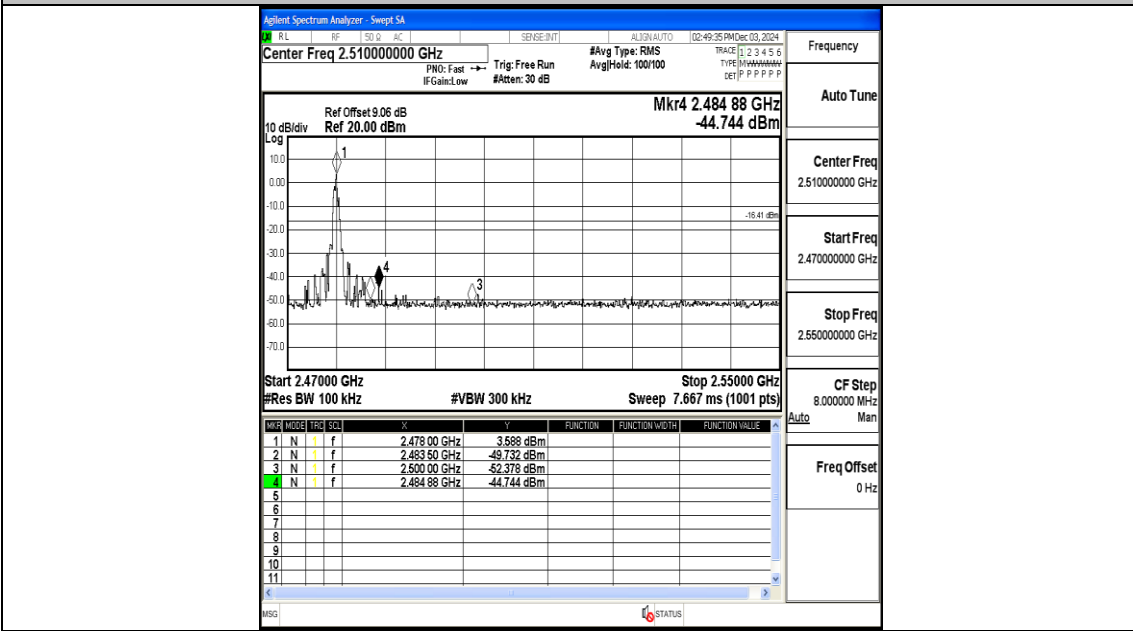 Agilent Spectrum Analyzer - Swept SA
RL RF 50 Ω AC SENSE:INT ALIGNAUTO 02:49:35 PM Dec 03, 2024
Center Freq 2.510000000 GHz
PNO: Fast
IFGain:Low
Trig: Free Run
#Atten: 30 dB
#Avg Type: RMS
Avg|Hold: 100/100
TRACE 1 2 3 4 5 6
TYPE M
DET P P P P P P
Ref Offset 9.06 dB
10 dB/div Ref 20.00 dBm
Log
Mkr4 2.484 88 GHz
-44.744 dBm
10.0
0.00
-10.0
-20.0
-30.0
-40.0
-50.0
-60.0
-70.0
1
4
3
-16.41 dBm
Start 2.47000 GHz Stop 2.55000 GHz
#Res BW 100 kHz #VBW 300 kHz Sweep 7.667 ms (1001 pts)
MKR MODE TRC SCL X Y FUNCTION FUNCTION WIDTH FUNCTION VALUE
1 N 1 f 2.478 00 GHz 3.588 dBm
2 N 1 f 2.483 50 GHz -49.732 dBm
3 N 1 f 2.500 00 GHz -52.378 dBm
4 N 1 f 2.484 88 GHz -44.744 dBm
5
6
7
8
9
10
11
MSG STATUS
Frequency
Auto Tune
Center Freq
2.510000000 GHz
Start Freq
2.470000000 GHz
Stop Freq
2.550000000 GHz
CF Step
8.000000 MHz
Auto Man
Freq Offset
0 Hz